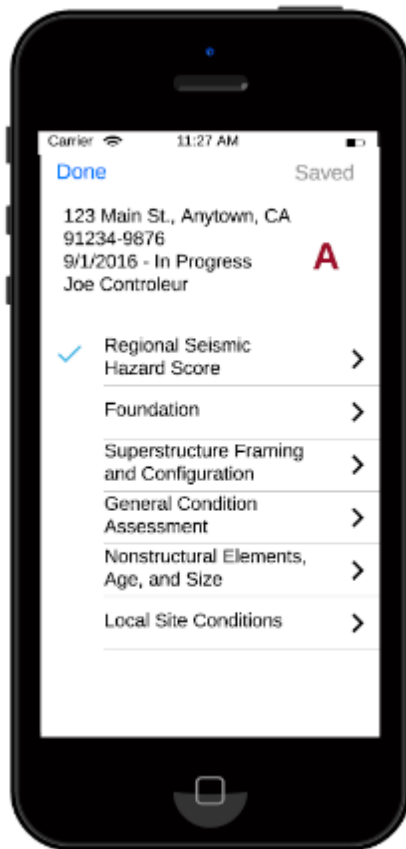 Carrier 11:27 AM
Done Saved
123 Main St., Anytown, CA
91234-9876
9/1/2016 - In Progress
Joe Controleur
A
Regional Seismic
Hazard Score
Foundation
Superstructure Framing
and Configuration
General Condition
Assessment
Nonstructural Elements,
Age, and Size
Local Site Conditions